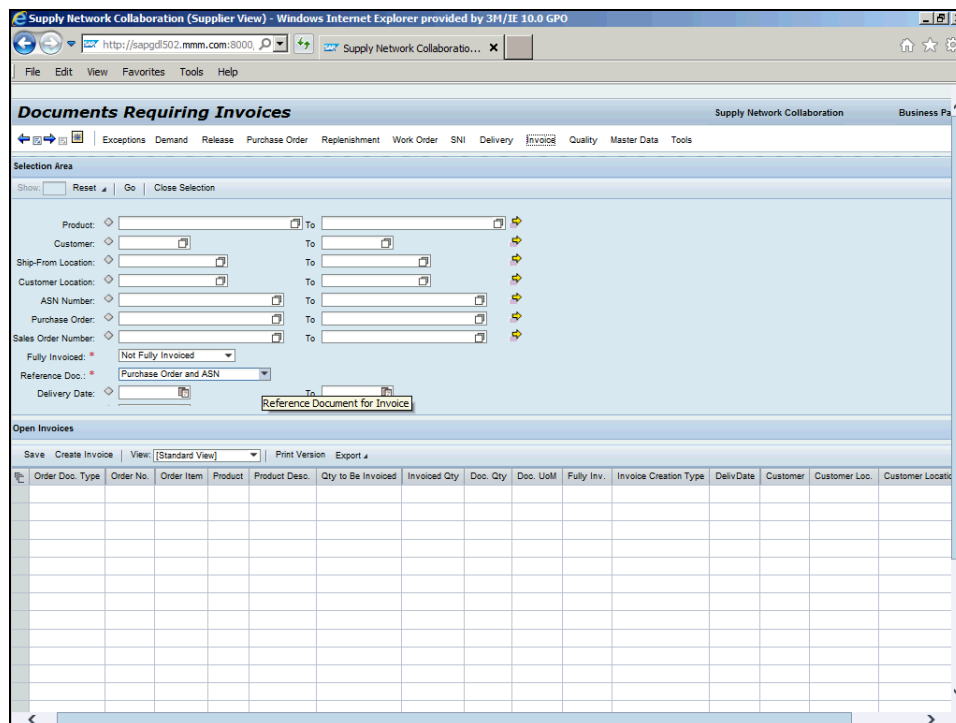 Supply Network Collaboration (Supplier View) - Windows Internet Explorer provided by 3M/IE 10.0 GPO
http://sapgdl502.mmm.com:8000, Supply Network Collaboratio... X
File Edit View Favorites Tools Help
Documents Requiring Invoices Supply Network Collaboration Business Pa
Exceptions Demand Release Purchase Order Replenishment Work Order SNI Delivery Invoice Quality Master Data Tools
Selection Area
Show: Reset Go Close Selection
Product: To
Customer: To
Ship-From Location: To
Customer Location: To
ASN Number: To
Purchase Order: To
Sales Order Number: To
Fully Invoiced: * Not Fully Invoiced
Reference Doc.: * Purchase Order and ASN
Delivery Date: To
Reference Document for Invoice
Open Invoices
Save Create Invoice View: [Standard View] Print Version Export
Order Doc. Type Order No. Order Item Product Product Desc. Qty to Be Invoiced Invoiced Qty Doc. Qty Doc. UoM Fully Inv. Invoice Creation Type DelivDate Customer Customer Loc. Customer Locatio